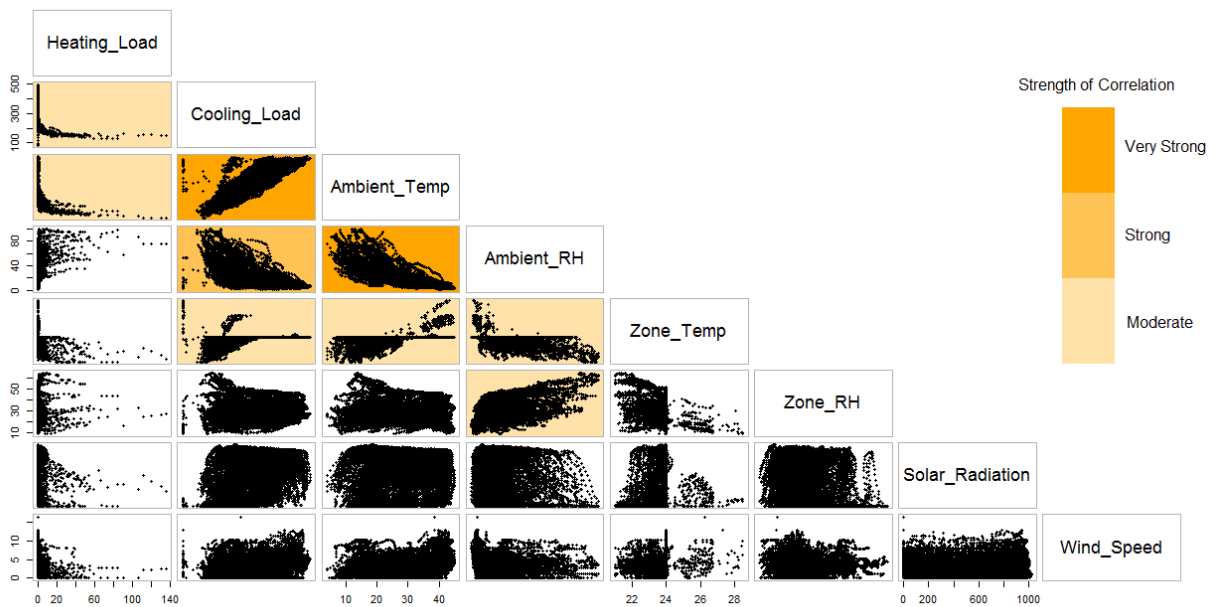 Heating_Load
500
300
100
Cooling_Load
Strength of Correlation
Very Strong
Ambient_Temp
80
40
0
Ambient_RH
Strong
Zone_Temp
Moderate
50
30
10
Zone_RH
Solar_Radiation
10
5
0
Wind_Speed
0 20 60 100 140 10 20 30 40 22 24 26 28 0 200 600 1000